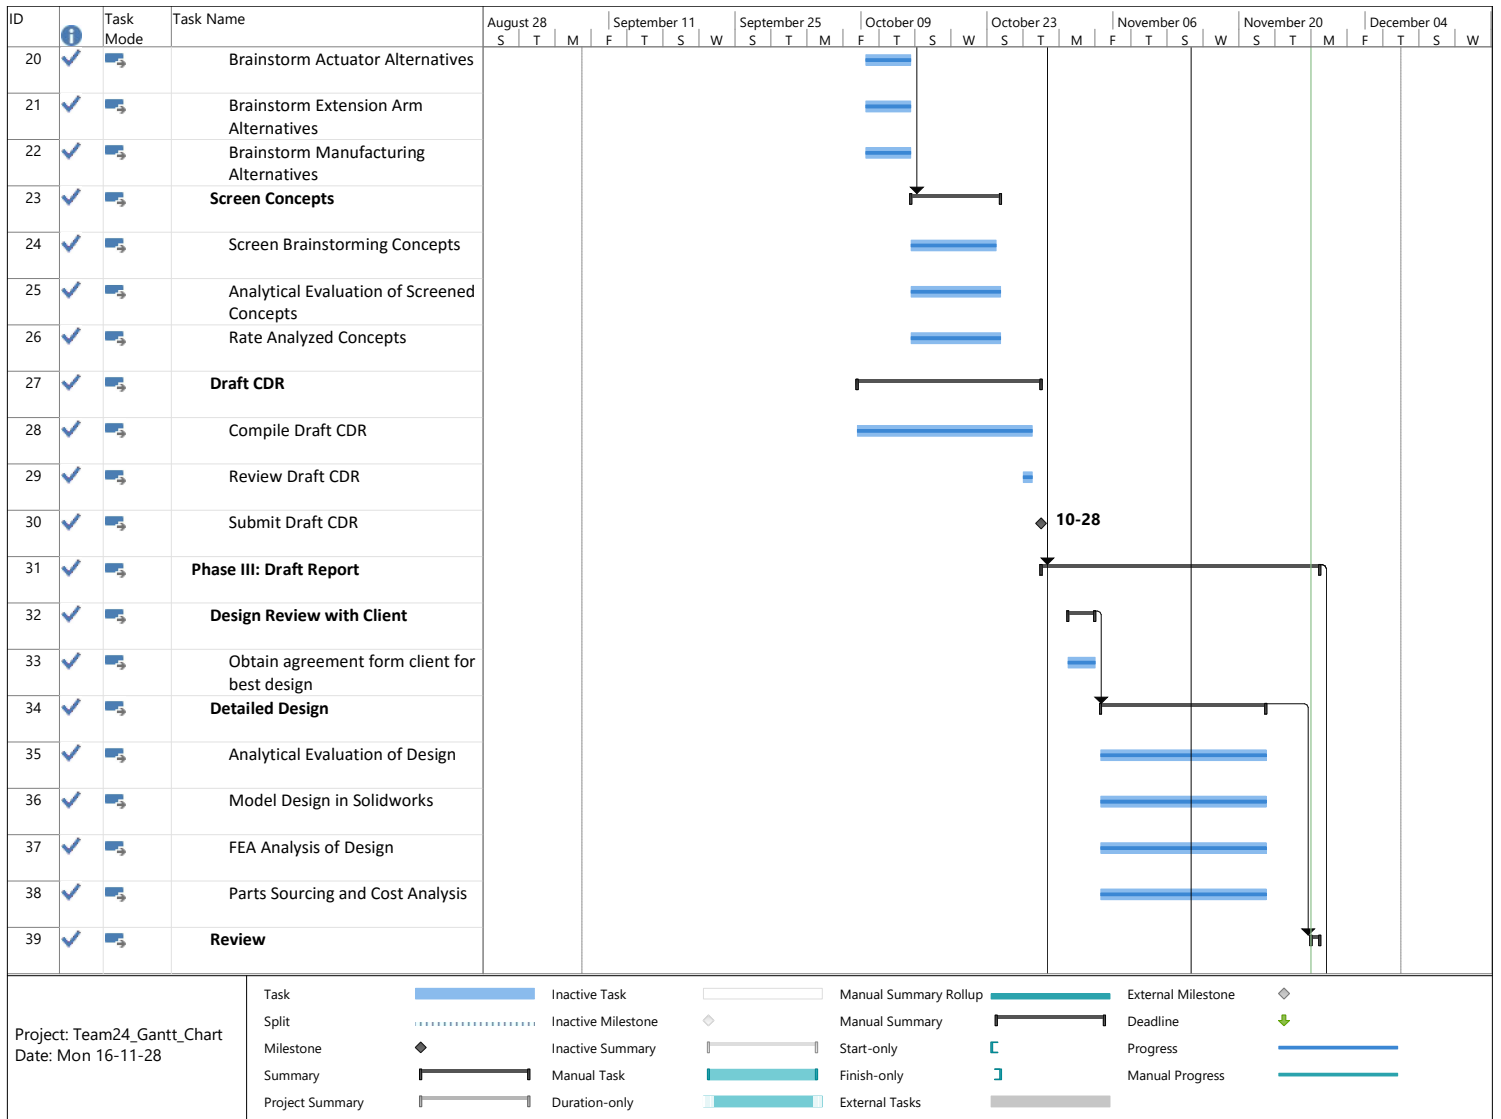 ID
Task Mode
Task Name
August 28
September 11
September 25
October 09
October 23
November 06
November 20
December 04
S T M F T S W S T M F T S W S T M F T S W S T M F T S W
20 Brainstorm Actuator Alternatives
21 Brainstorm Extension Arm
Alternatives
22 Brainstorm Manufacturing
Alternatives
23 Screen Concepts
24 Screen Brainstorming Concepts
25 Analytical Evaluation of Screened
Concepts
26 Rate Analyzed Concepts
27 Draft CDR
28 Compile Draft CDR
29 Review Draft CDR
30 Submit Draft CDR 10-28
31 Phase III: Draft Report
32 Design Review with Client
33 Obtain agreement form client for
best design
34 Detailed Design
35 Analytical Evaluation of Design
36 Model Design in Solidworks
37 FEA Analysis of Design
38 Parts Sourcing and Cost Analysis
39 Review
Project: Team24_Gantt_Chart
Date: Mon 16-11-28
Task
Split
Milestone
Summary
Project Summary
Inactive Task
Inactive Milestone
Inactive Summary
Manual Task
Duration-only
Manual Summary Rollup
Manual Summary
Start-only
Finish-only
External Tasks
External Milestone
Deadline
Progress
Manual Progress